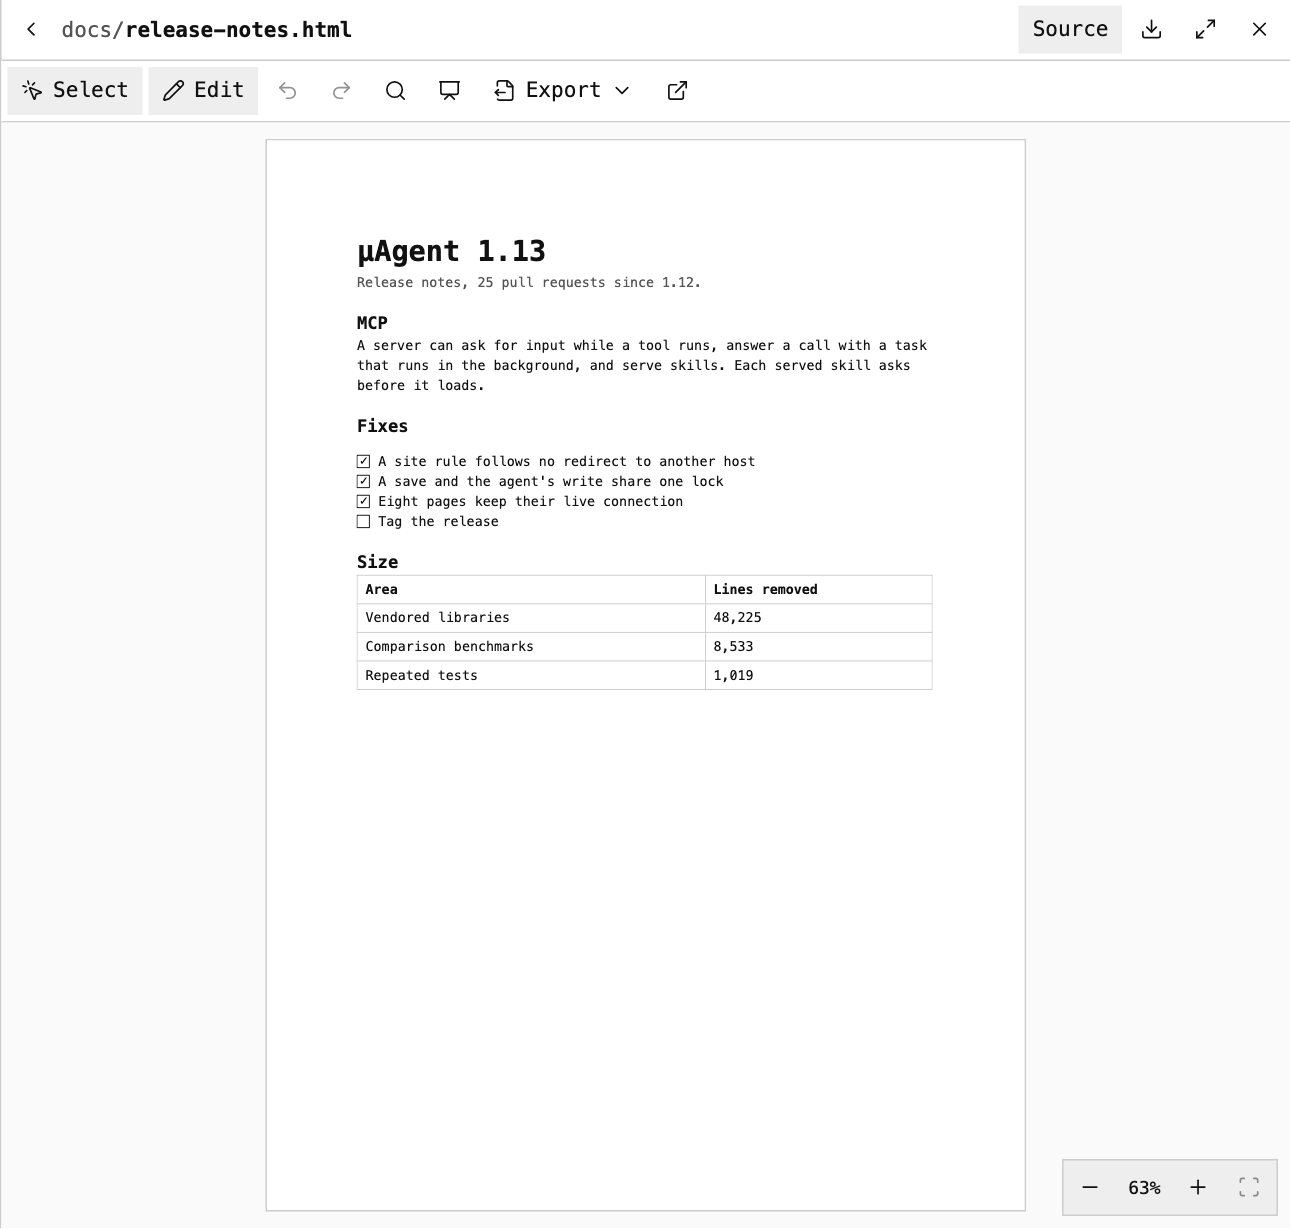 docs/release-notes.html
Source
Select
Edit
Export
μAgent 1.13
Release notes, 25 pull requests since 1.12.
MCP
A server can ask for input while a tool runs, answer a call with a task
that runs in the background, and serve skills. Each served skill asks
before it loads.
Fixes
A site rule follows no redirect to another host
A save and the agent's write share one lock
Eight pages keep their live connection
Tag the release
Size
Area Lines removed
Vendored libraries 48,225
Comparison benchmarks 8,533
Repeated tests 1,019
63%